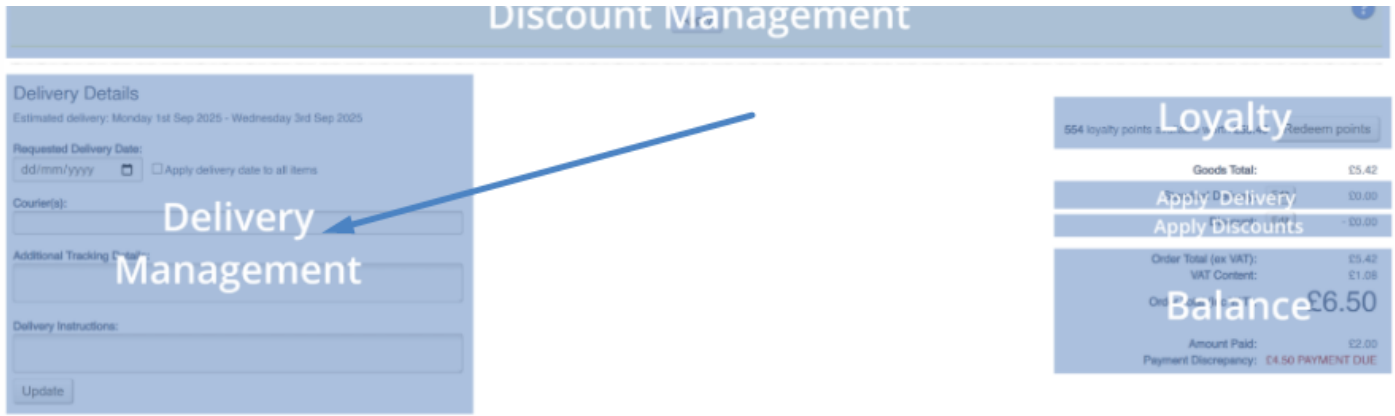 Discount Management
?
Delivery Details
Estimated delivery: Monday 1st Sep 2025 - Wednesday 3rd Sep 2025
Requested Delivery Date:
dd/mm/yyyy
Apply delivery date to all items
Courier(s):
Delivery
Additional Tracking Details:
Management
Delivery Instructions:
Update
Loyalty
554 loyalty points
Redeem points
Goods Total: £5.42
Apply Delivery
£0.00
Apply Discounts
- £0.00
Order Total (ex VAT): £5.42
VAT Content: £1.08
Balance
£6.50
Amount Paid: £2.00
Payment Discrepancy: £4.50 PAYMENT DUE